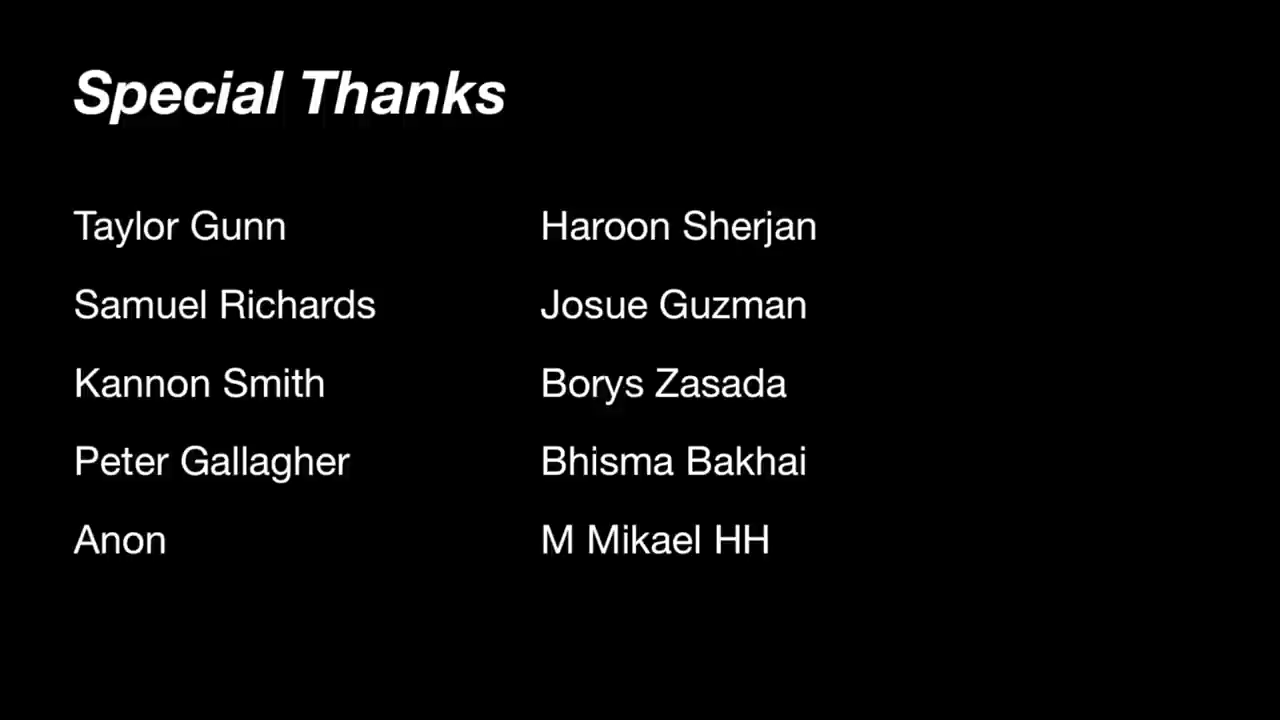 Special Thanks
Taylor Gunn
Samuel Richards
Kannon Smith
Peter Gallagher
Anon
Haroon Sherjan
Josue Guzman
Borys Zasada
Bhisma Bakhai
M Mikael HH